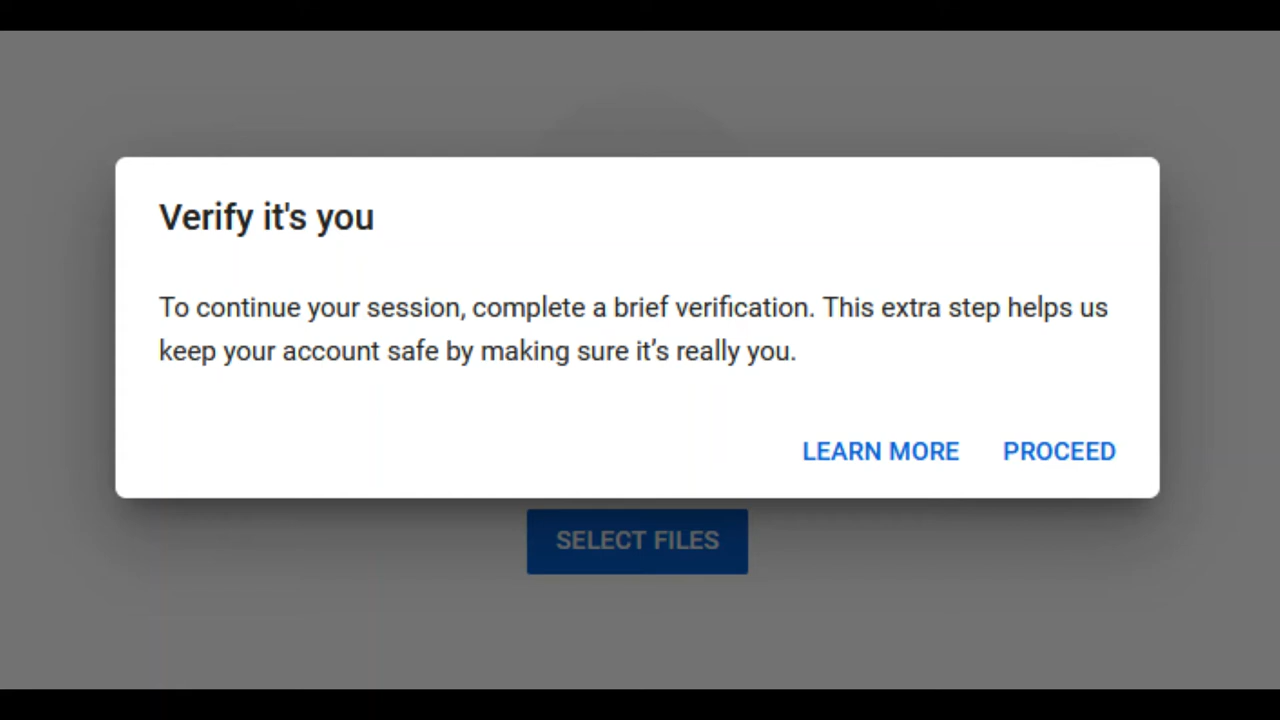 Verify it's you
To continue your session, complete a brief verification. This extra step helps us
keep your account safe by making sure it’s really you.
LEARN MORE PROCEED
SELECT FILES